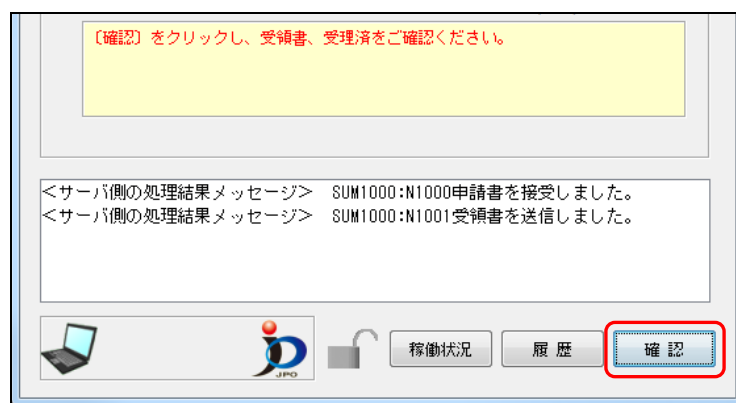 〔確認〕をクリックし、受領書、受理済をご確認ください。
＜サーバ側の処理結果メッセージ＞　SUM1000:N1000申請書を接受しました。
＜サーバ側の処理結果メッセージ＞　SUM1000:N1001受領書を送信しました。
JPO
稼働状況
履 歴
確 認